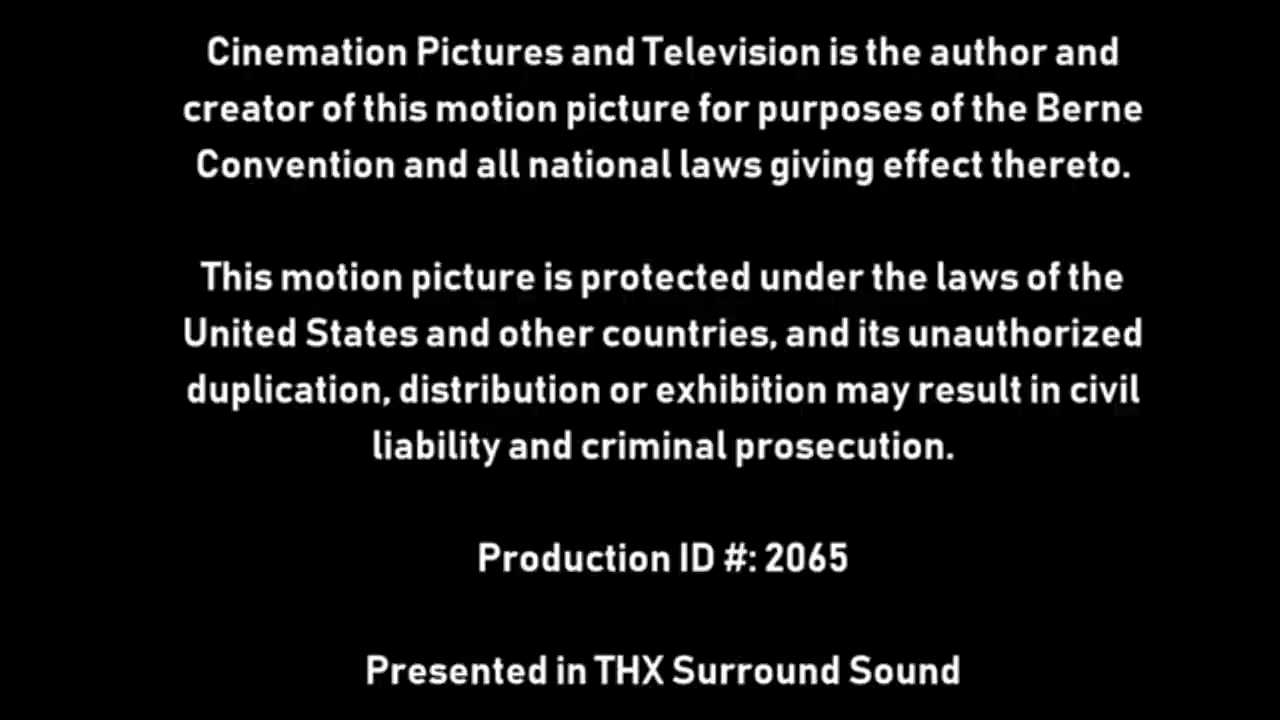 Cinemation Pictures and Television is the author and
creator of this motion picture for purposes of the Berne
Convention and all national laws giving effect thereto.
This motion picture is protected under the laws of the
United States and other countries, and its unauthorized
duplication, distribution or exhibition may result in civil
liability and criminal prosecution.
Production ID #: 2065
Presented in THX Surround Sound